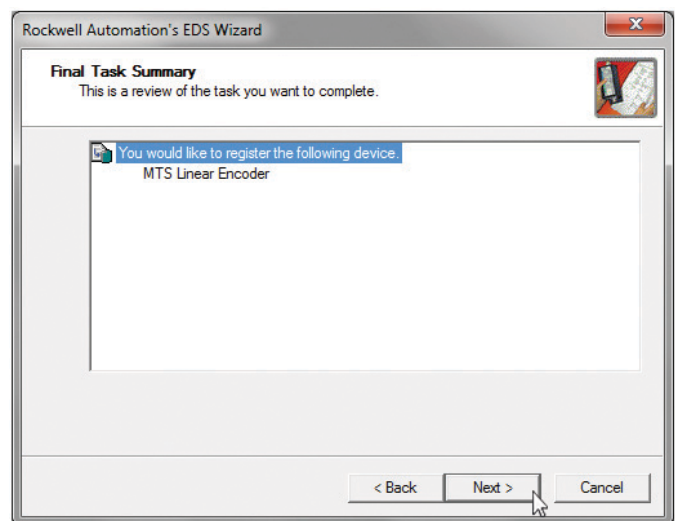 Rockwell Automation's EDS Wizard
Final Task Summary
This is a review of the task you want to complete.
You would like to register the following device.
MTS Linear Encoder
< Back
Next >
Cancel